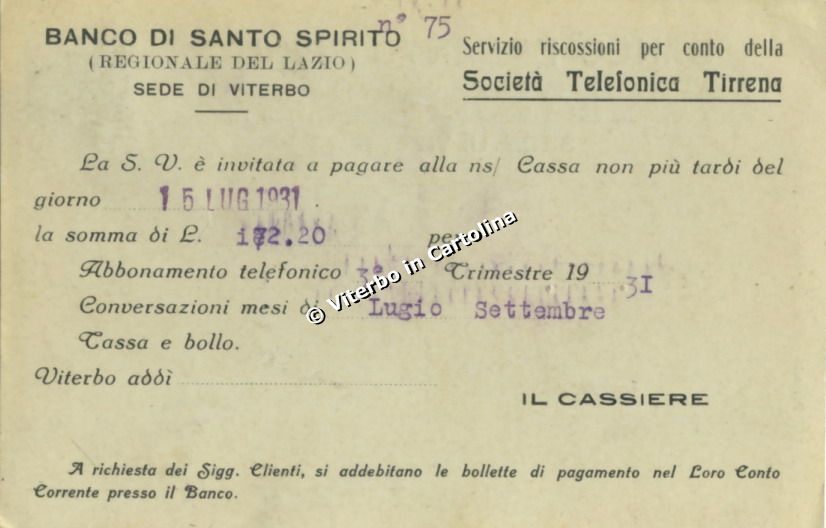 n° 75
BANCO DI SANTO SPIRITO
(REGIONALE DEL LAZIO)
SEDE DI VITERBO
Servizio riscossioni per conto della
Società Telefonica Tirrena
La S. V. è invitata a pagare alla ns/ Cassa non più tardi del
giorno 15 LUG 1931.
la somma di L. 172.20 per
Abbonamento telefonico 3° Trimestre 1931
Conversazioni mesi di Lugio Settembre
Tassa e bollo.
Viterbo addì
IL CASSIERE
A richiesta dei Sigg. Clienti, si addebitano le bollette di pagamento nel Loro Conto
Corrente presso il Banco.
© Viterbo in Cartolina